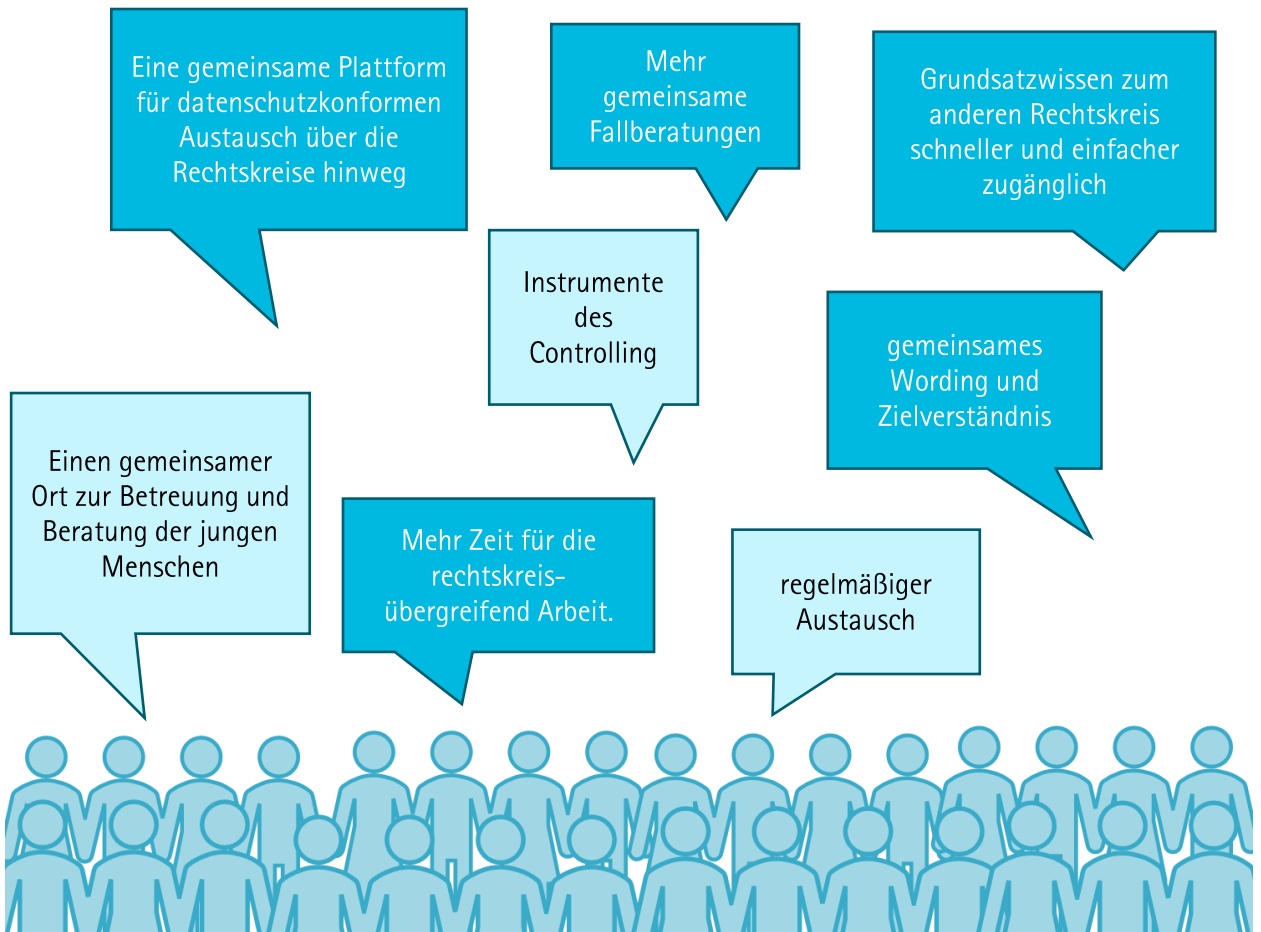 Eine gemeinsame Plattform
für datenschutzkonformen
Austausch über die
Rechtskreise hinweg
Mehr
gemeinsame
Fallberatungen
Grundsatzwissen zum
anderen Rechtskreis
schneller und einfacher
zugänglich
Instrumente
des
Controlling
gemeinsames
Wording und
Zielverständnis
Einen gemeinsamer
Ort zur Betreuung und
Beratung der jungen
Menschen
Mehr Zeit für die
rechtskreis-
übergreifend Arbeit.
regelmäßiger
Austausch